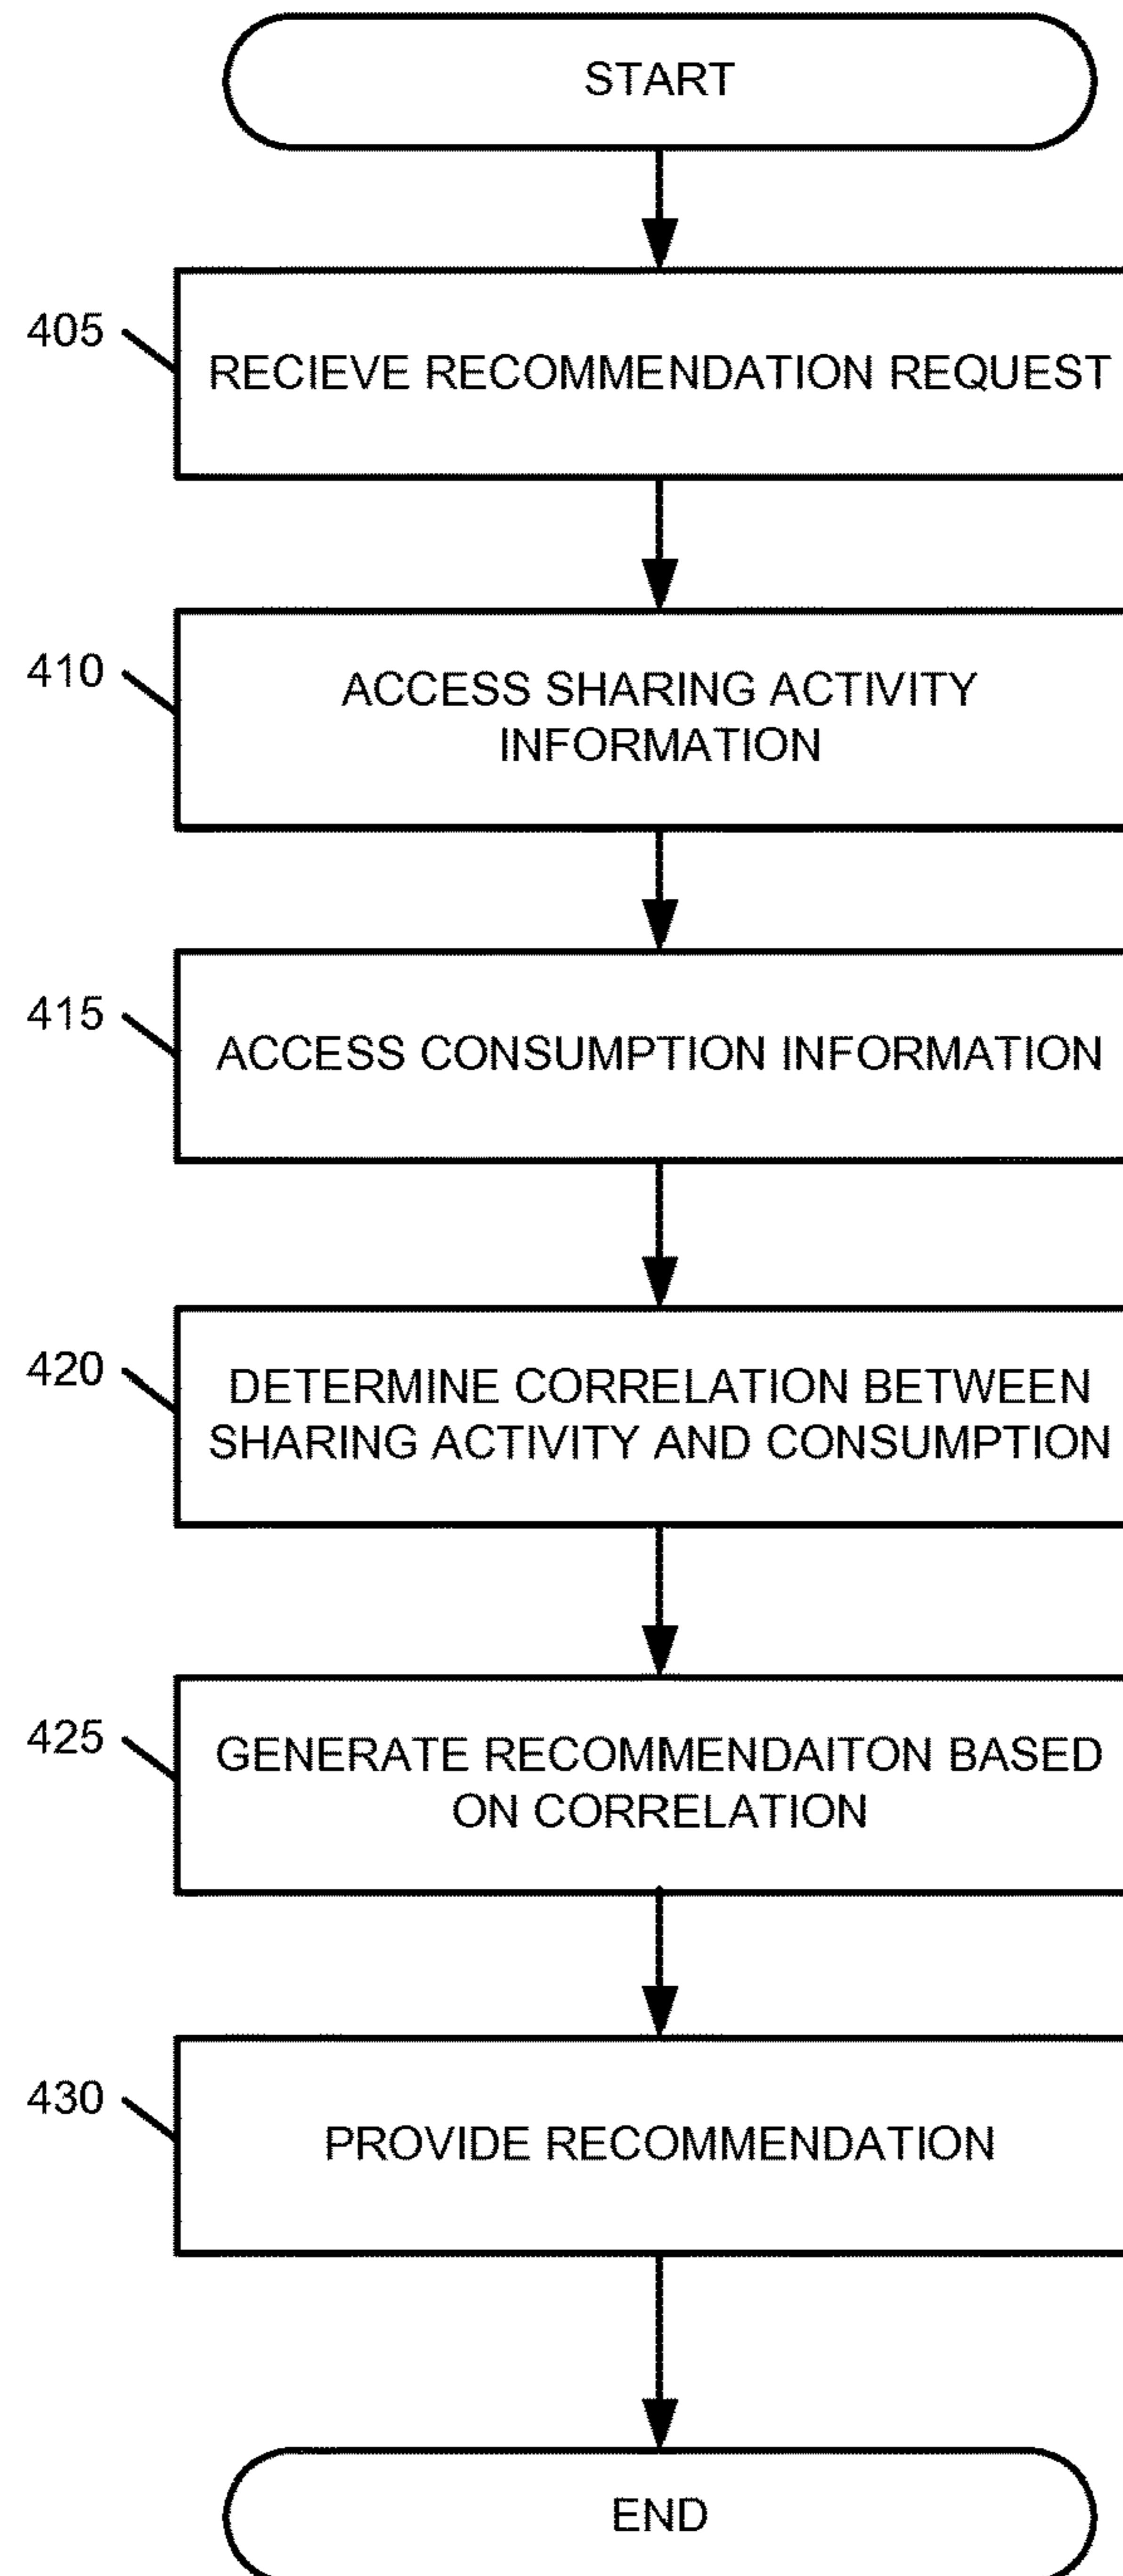 START
405
RECIEVE RECOMMENDATION REQUEST
410
ACCESS SHARING ACTIVITY
INFORMATION
415
ACCESS CONSUMPTION INFORMATION
420
DETERMINE CORRELATION BETWEEN
SHARING ACTIVITY AND CONSUMPTION
425
GENERATE RECOMMENDAITON BASED
ON CORRELATION
430
PROVIDE RECOMMENDATION
END